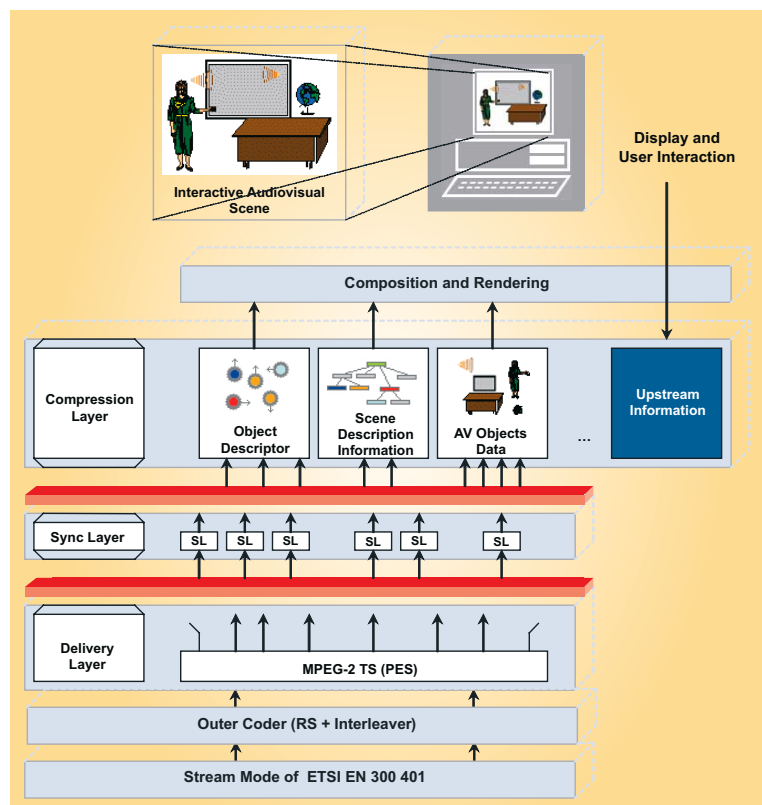 Interactive Audiovisual
Scene
Display and
User Interaction
Composition and Rendering
Compression
Layer
Object
Descriptor
Scene
Description
Information
AV Objects
Data
...
Upstream
Information
Sync Layer
SL
SL
SL
SL
SL
SL
Delivery
Layer
MPEG-2 TS (PES)
Outer Coder (RS + Interleaver)
Stream Mode of ETSI EN 300 401